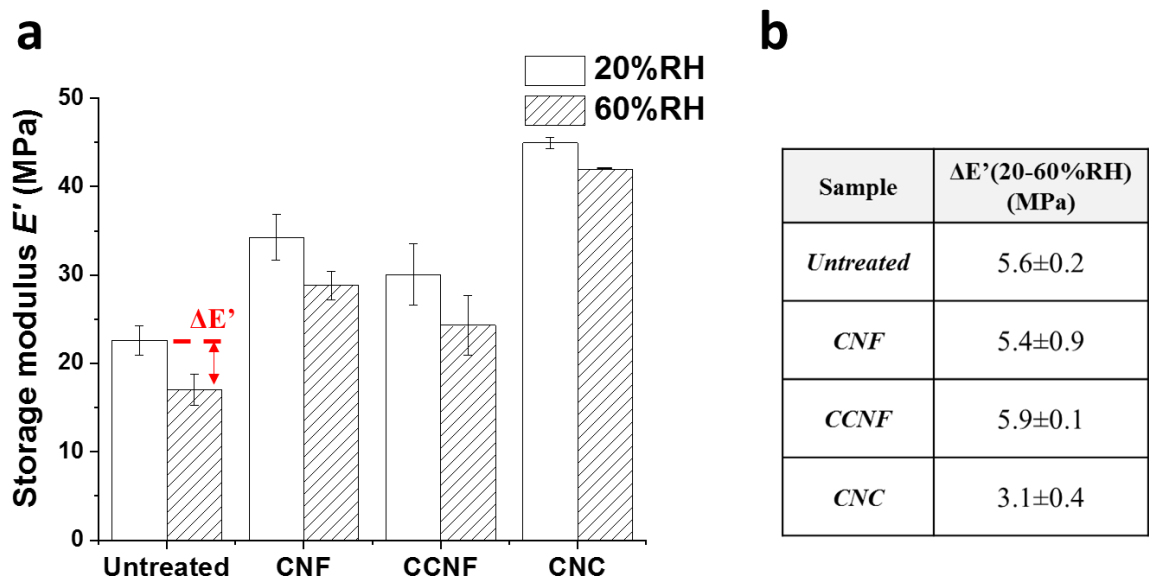 a
b
20%RH
60%RH
Storage modulus E' (MPa)
50
40
30
20
10
0
ΔE’
Untreated CNF CCNF CNC
Sample ΔE’(20-60%RH)
(MPa)
Untreated 5.6±0.2
CNF 5.4±0.9
CCNF 5.9±0.1
CNC 3.1±0.4